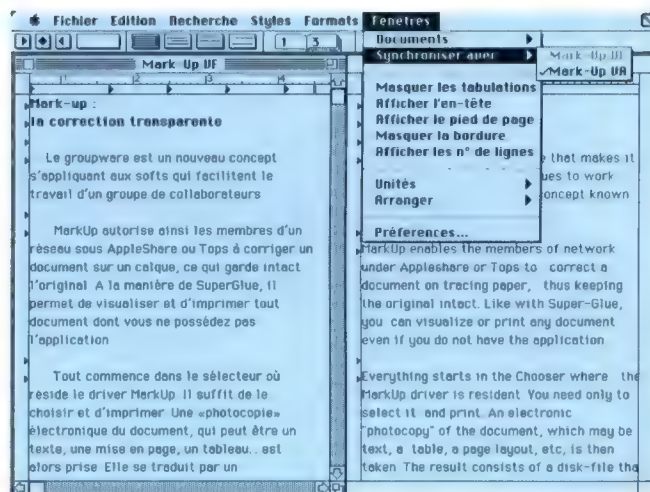 Fichier Edition Recherche Styles Formats Fenêtres
1 3
Documents
Synchroniser avec
Mark-Up
✓Mark-Up VA
Masquer les tabulations
Afficher l'en-tête
Afficher le pied de page
Masquer la bordure
Afficher les n° de lignes
Unités
Arranger
Préferences...
Mark Up VF
Mark-up :
la correction transparente
Le groupware est un nouveau concept
s'appliquant aux softs qui facilitent le
travail d'un groupe de collaborateurs
MarkUp autorise ainsi les membres d'un
réseau sous AppleShare ou Tops à corriger un
document sur un calque, ce qui garde intact
l'original A la manière de SuperGlue, il
permet de visualiser et d'imprimer tout
document dont vous ne possédez pas
l'application
Tout commence dans le sélecteur où
réside le driver MarkUp Il suffit de le
choisir et d'imprimer Une «photocopie»
électronique du document, qui peut être un
texte, une mise en page, un tableau.. est
alors prise Elle se traduit par un
that makes it
to work
concept known
MarkUp enables the members of network
under Appleshare or Tops to correct a
document on tracing paper, thus keeping
the original intact. Like with Super-Glue,
you can visualize or print any document
even if you do not have the application
Everything starts in the Chooser where the
MarkUp driver is resident You need only to
select it and print. An electronic
"photocopy" of the document, which may be
text, a table, a page layout, etc, is then
taken The result consists of a disk-file tha